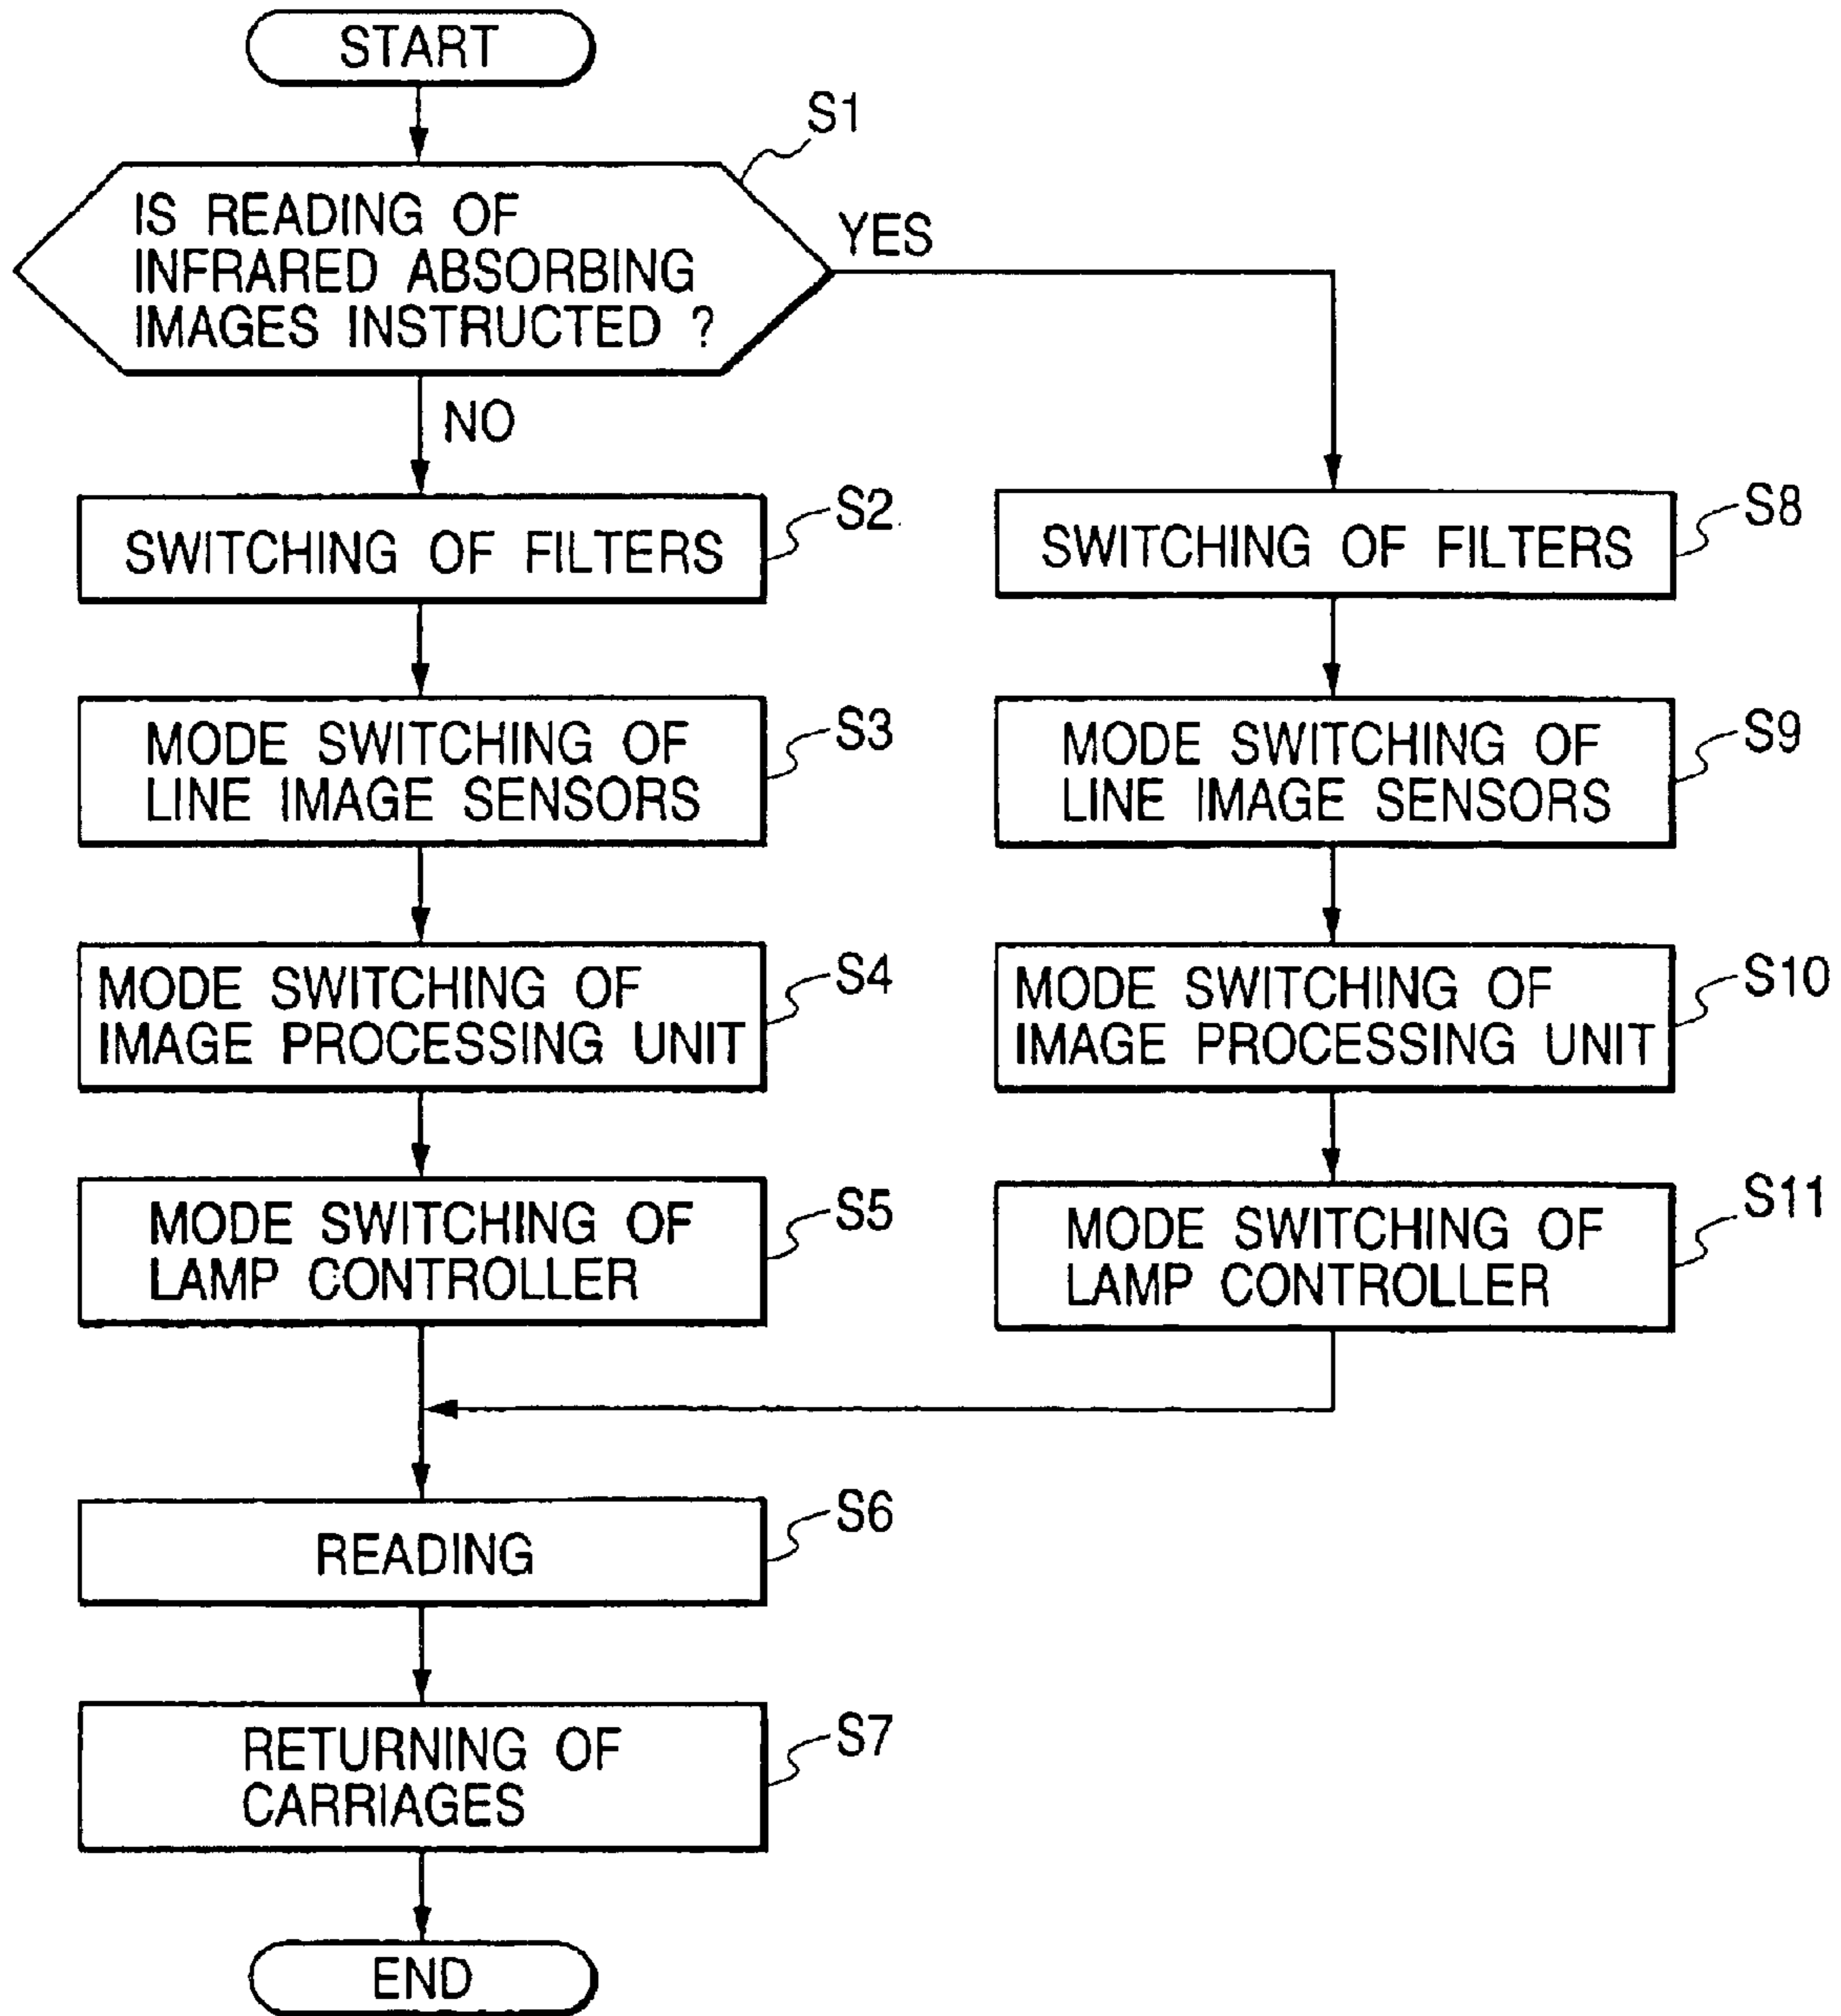 START
S1
IS READING OF
INFRARED ABSORBING
IMAGES INSTRUCTED ?
YES
NO
SWITCHING OF FILTERS
S2
MODE SWITCHING OF
LINE IMAGE SENSORS
S3
MODE SWITCHING OF
IMAGE PROCESSING UNIT
S4
MODE SWITCHING OF
LAMP CONTROLLER
S5
SWITCHING OF FILTERS
S8
MODE SWITCHING OF
LINE IMAGE SENSORS
S9
MODE SWITCHING OF
IMAGE PROCESSING UNIT
S10
MODE SWITCHING OF
LAMP CONTROLLER
S11
READING
S6
RETURNING OF
CARRIAGES
S7
END